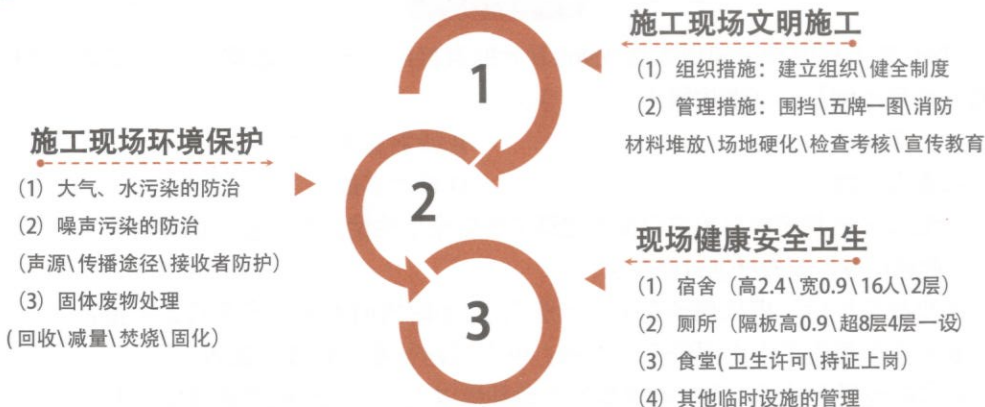 1
施工现场文明施工
(1) 组织措施：建立组织\健全制度
(2) 管理措施：围挡\五牌一图\消防
材料堆放\场地硬化\检查考核\宣传教育
2
施工现场环境保护
(1) 大气、水污染的防治
(2) 噪声污染的防治
(声源\传播途径\接收者防护)
(3) 固体废物处理
(回收\减量\焚烧\固化)
3
现场健康安全卫生
(1) 宿舍（高2.4\宽0.9\16人\2层）
(2) 厕所（隔板高0.9\超8层4层一设)
(3) 食堂(卫生许可\持证上岗)
(4) 其他临时设施的管理